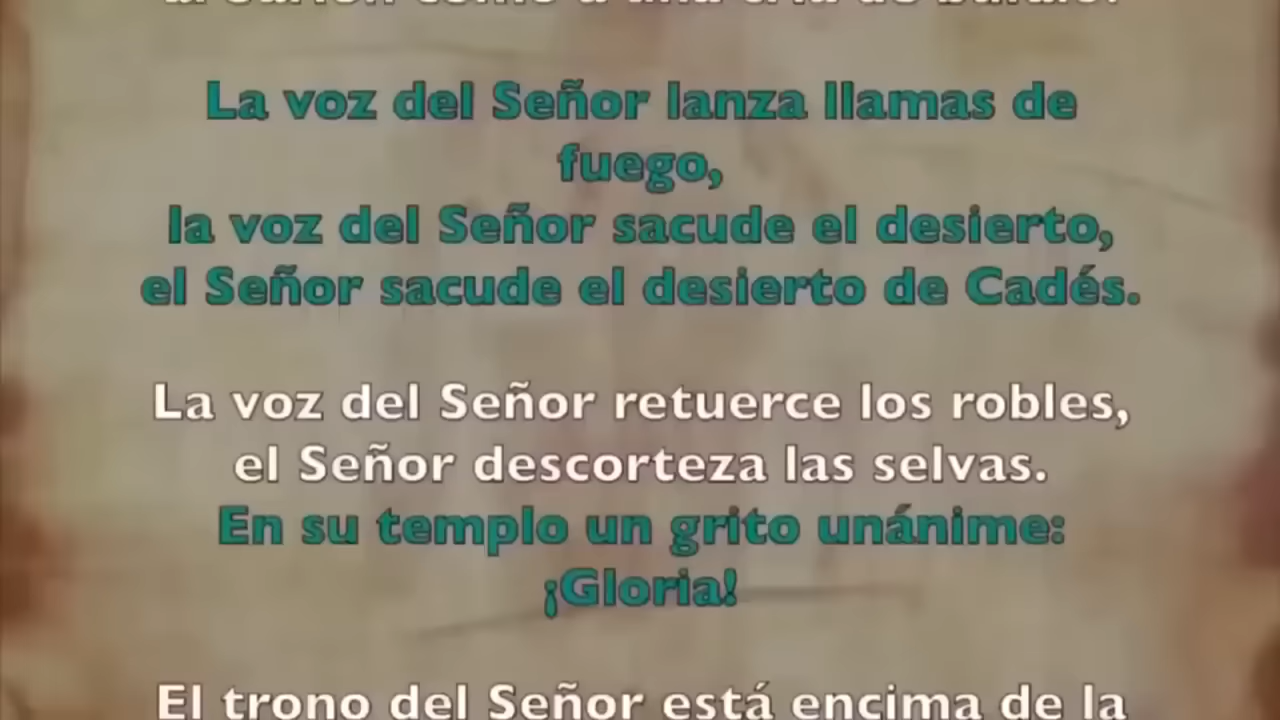 La voz del Señor lanza llamas de
fuego,
la voz del Señor sacude el desierto,
el Señor sacude el desierto de Cadés.
La voz del Señor retuerce los robles,
el Señor descorteza las selvas.
En su templo un grito unánime:
¡Gloria!
El trono del Señor está encima de la